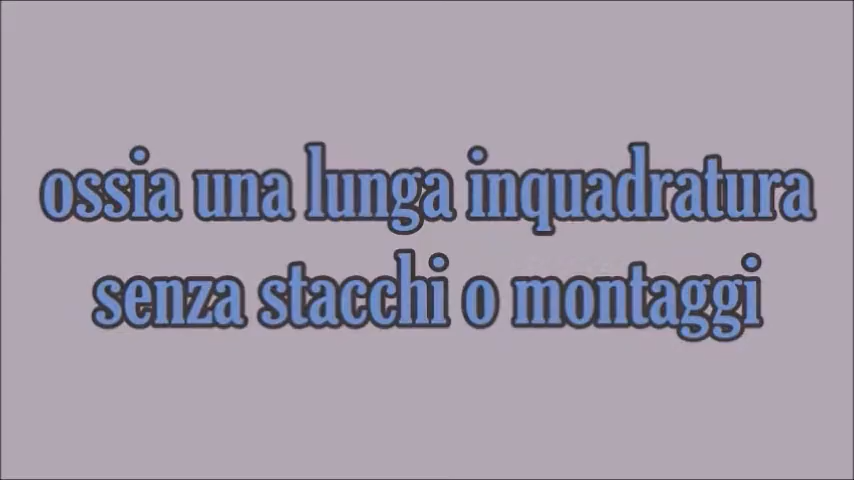 ossia una lunga inquadratura
senza stacchi o montaggi